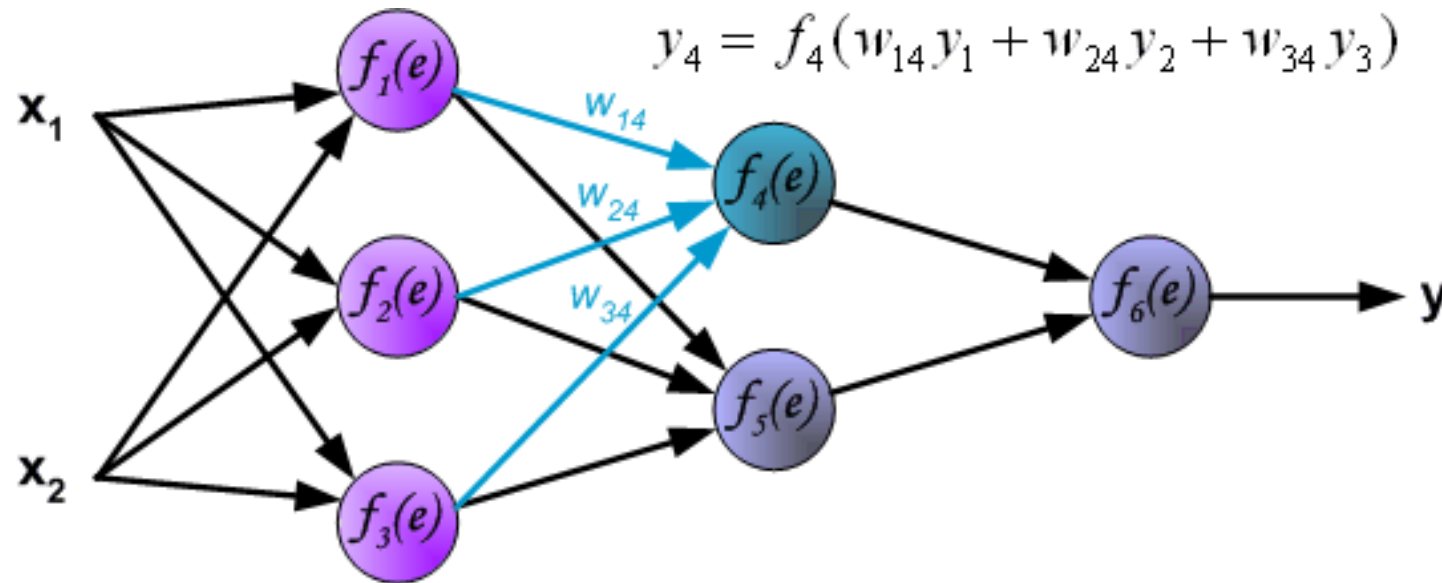 y₄ = f₄(w₁₄y₁ + w₂₄y₂ + w₃₄y₃)
f₁(e)
x₁
w₁₄
f₄(e)
w₂₄
f₂(e)
w₃₄
f₆(e)
y
f₅(e)
x₂
f₃(e)